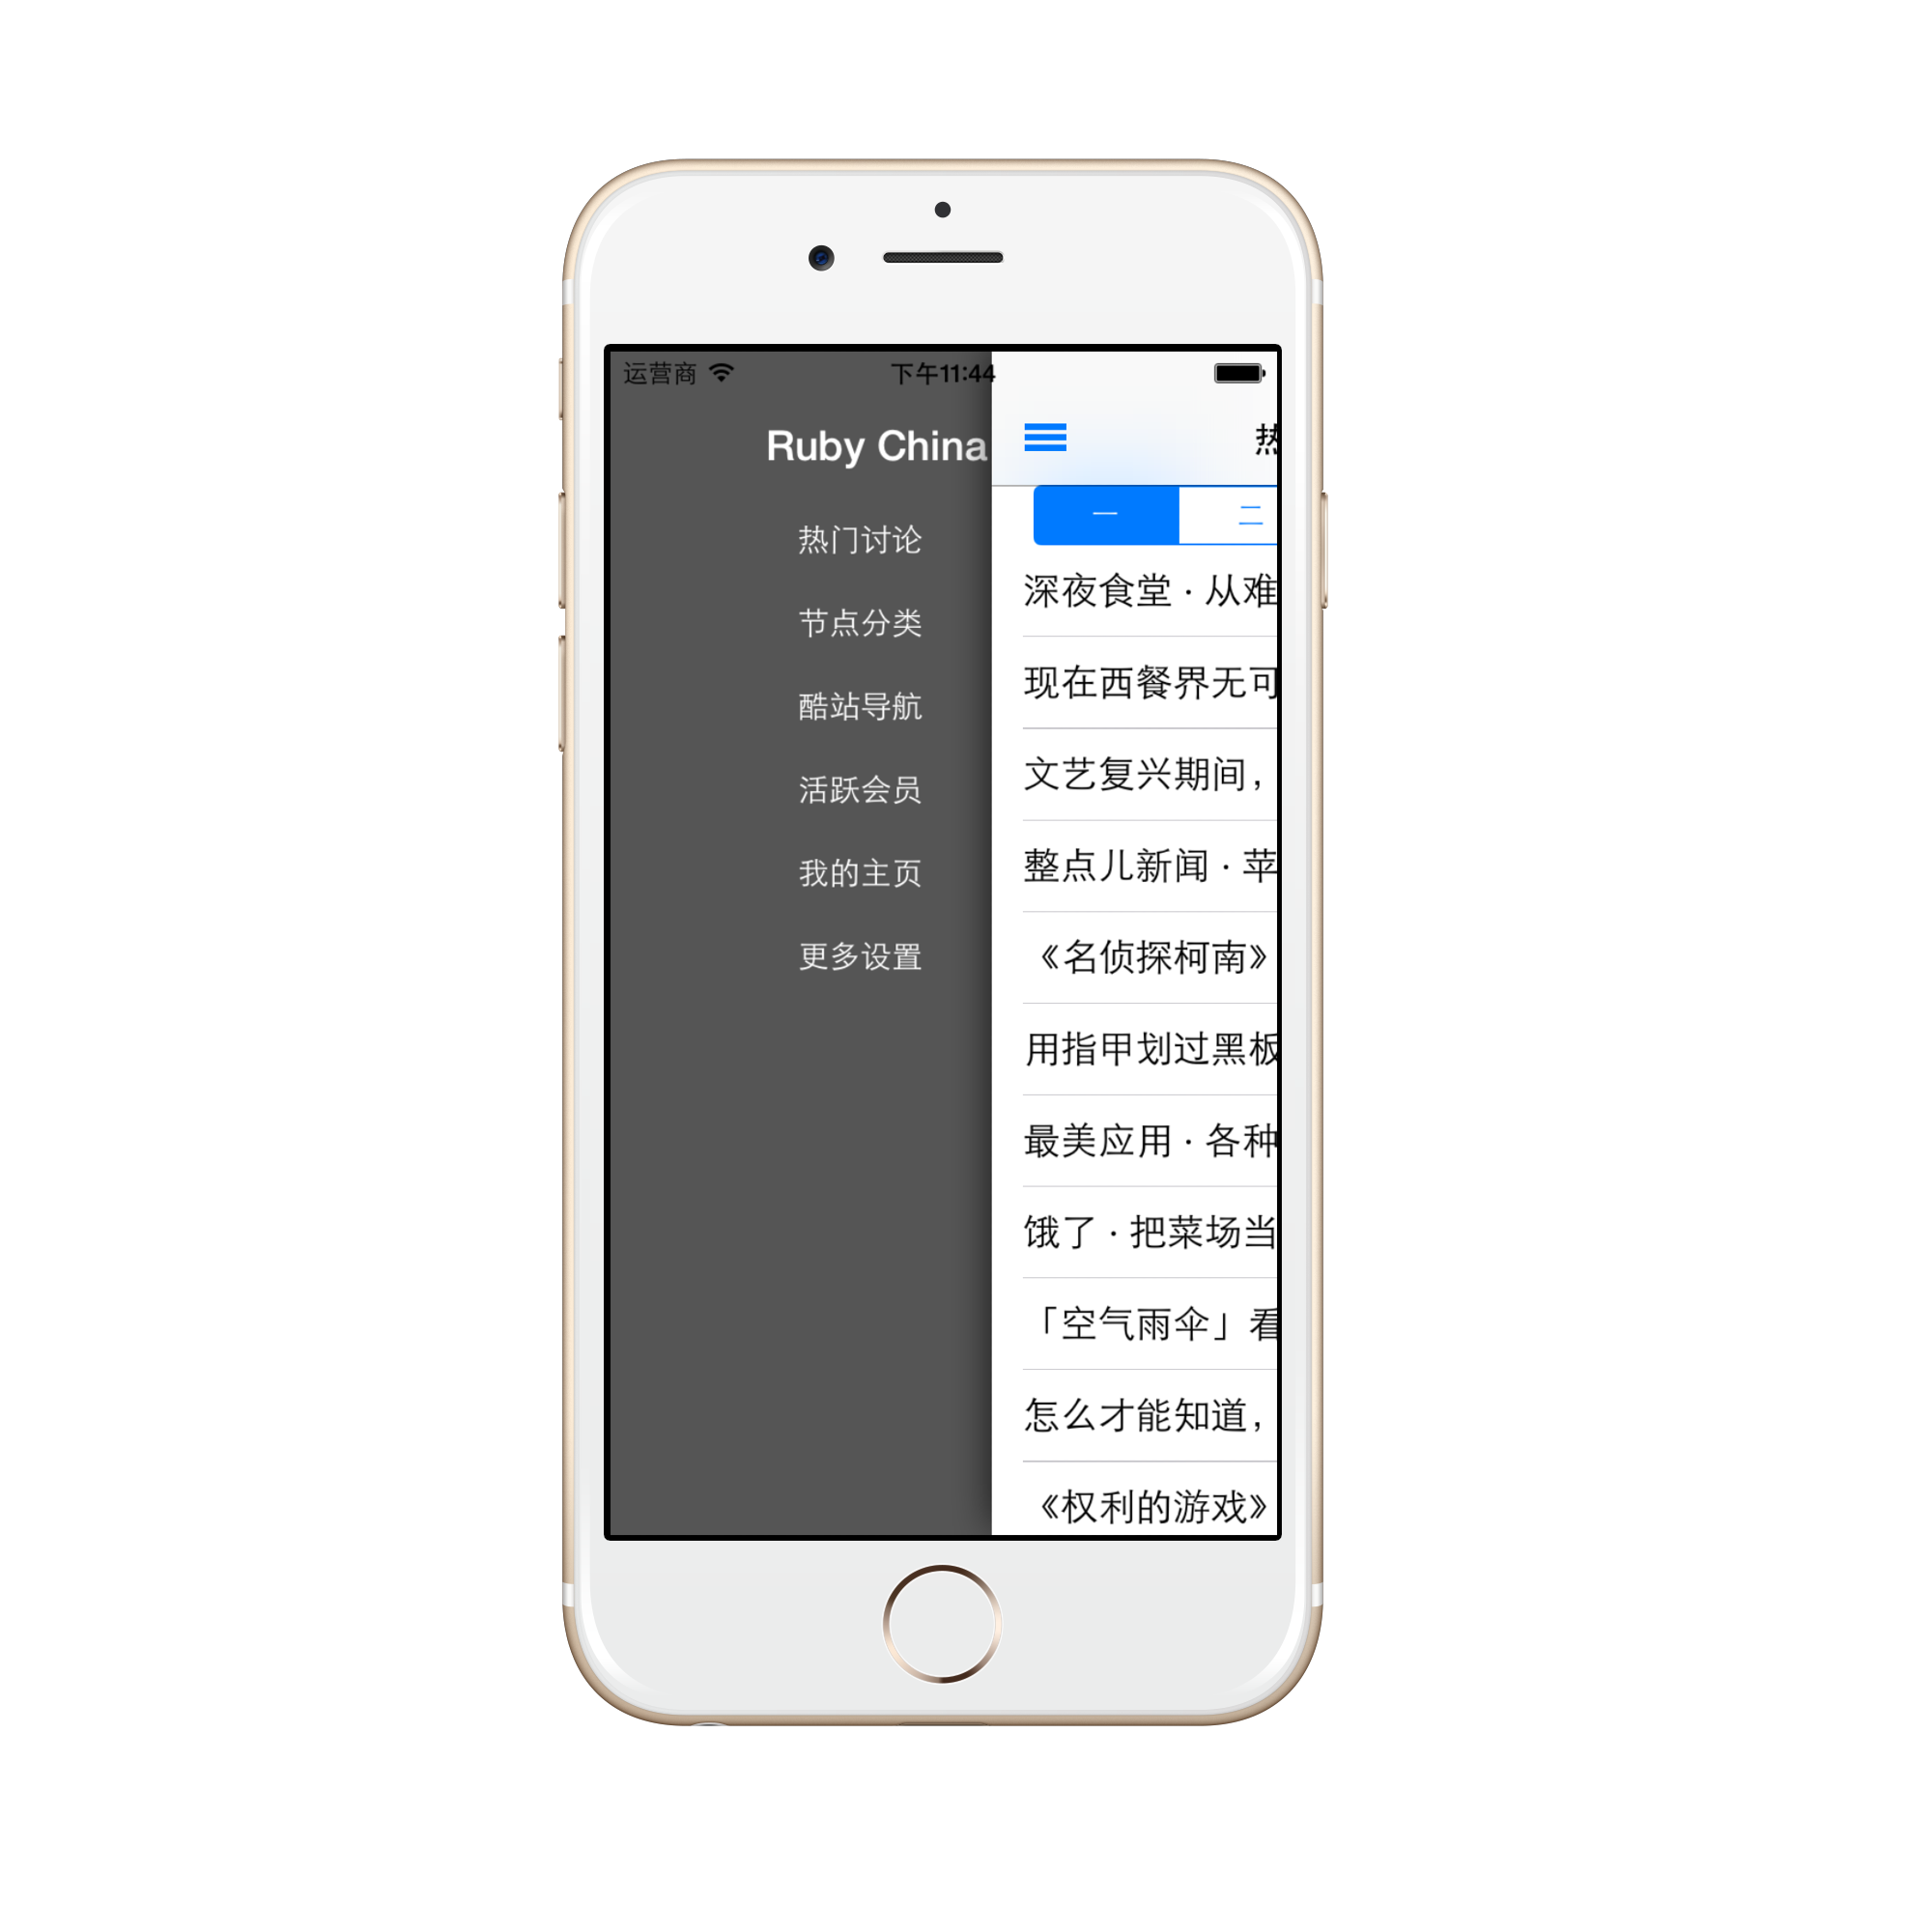 运营商
下午11:44
Ruby China
热门讨论
节点分类
酷站导航
活跃会员
我的主页
更多设置
热
一
二
深夜食堂 · 从难
现在西餐界无可
文艺复兴期间，
整点儿新闻 · 苹
《名侦探柯南》
用指甲划过黑板
最美应用 · 各种
饿了 · 把菜场当
「空气雨伞」看
怎么才能知道，
《权利的游戏》